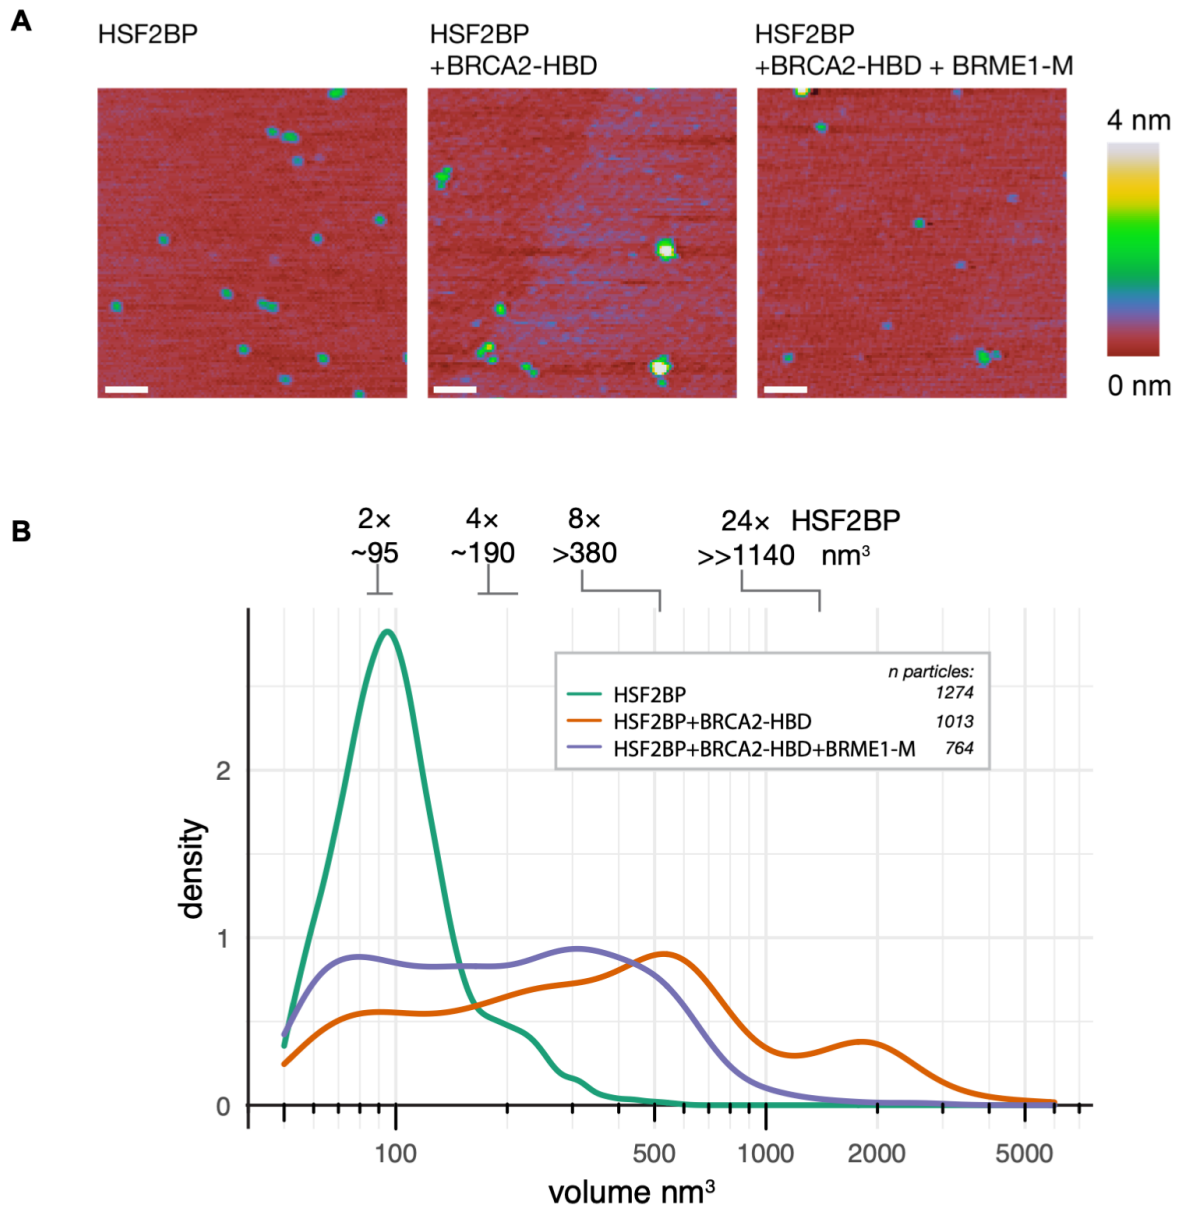 A
HSF2BP
HSF2BP
+BRCA2-HBD
HSF2BP
+BRCA2-HBD + BRME1-M
4 nm
0 nm
B
2× 4× 8× 24× HSF2BP
~95 ~190 >380 >>1140 nm³
n particles:
HSF2BP 1274
HSF2BP+BRCA2-HBD 1013
HSF2BP+BRCA2-HBD+BRME1-M 764
density
2
1
0
100 500 1000 2000 5000
volume nm³